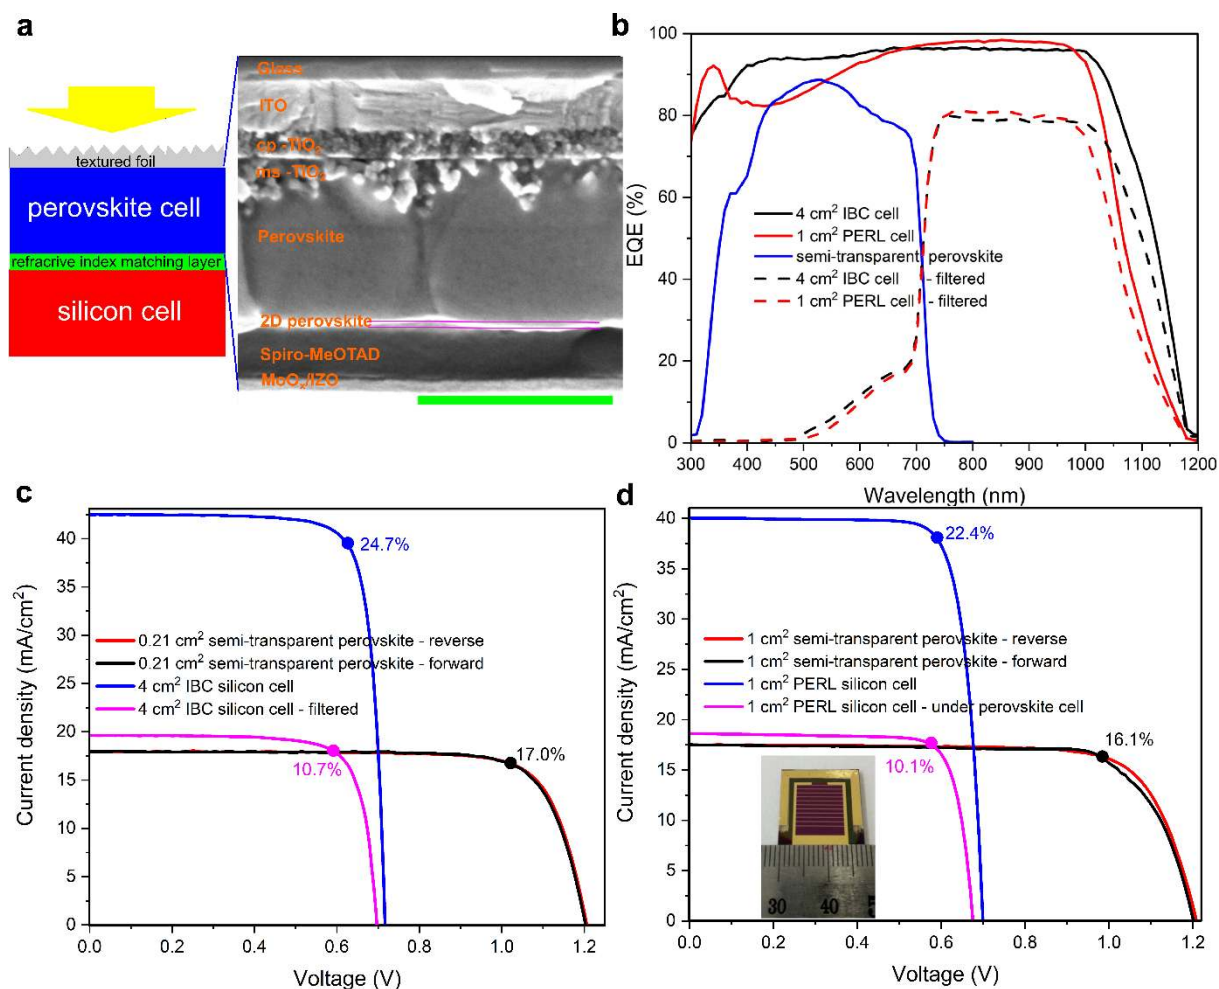 a
textured foil
perovskite cell
refracrive index matching layer
silicon cell
Glass
ITO
cp -TiO₂
ms -TiO₂
Perovskite
2D perovskite
Spiro-MeOTAD
MoOₓ/IZO
b
100
80
60
40
20
0
EQE (%)
4 cm² IBC cell
1 cm² PERL cell
semi-transparent perovskite
4 cm² IBC cell - filtered
1 cm² PERL cell - filtered
300 400 500 600 700 800 900 1000 1100 1200
Wavelength (nm)
c
40
35
30
25
20
15
10
5
0
Current density (mA/cm²)
24.7%
0.21 cm² semi-transparent perovskite - reverse
0.21 cm² semi-transparent perovskite - forward
4 cm² IBC silicon cell
4 cm² IBC silicon cell - filtered
17.0%
10.7%
0.0 0.2 0.4 0.6 0.8 1.0 1.2
Voltage (V)
d
40
35
30
25
20
15
10
5
0
Current density (mA/cm²)
22.4%
1 cm² semi-transparent perovskite - reverse
1 cm² semi-transparent perovskite - forward
1 cm² PERL silicon cell
1 cm² PERL silicon cell - under perovskite cell
16.1%
10.1%
30 40
0.0 0.2 0.4 0.6 0.8 1.0 1.2
Voltage (V)